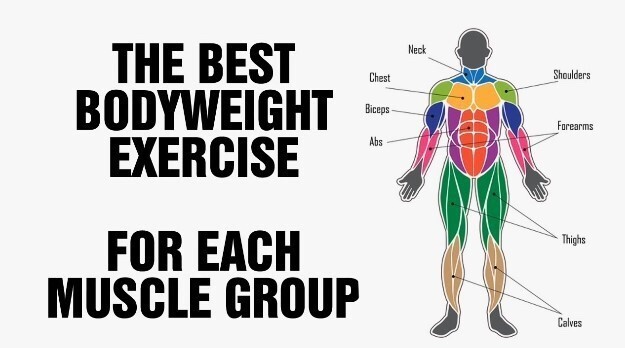 THE BEST
BODYWEIGHT
EXERCISE
FOR EACH
MUSCLE GROUP
Neck
Chest
Shoulders
Biceps
Forearms
Abs
Thighs
Calves